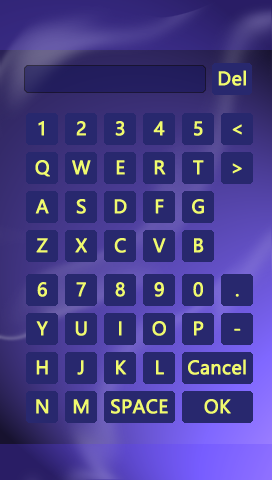 Del
1 2 3 4 5 <
Q W E R T >
A S D F G
Z X C V B
6 7 8 9 0 .
Y U I O P -
H J K L Cancel
N M SPACE OK